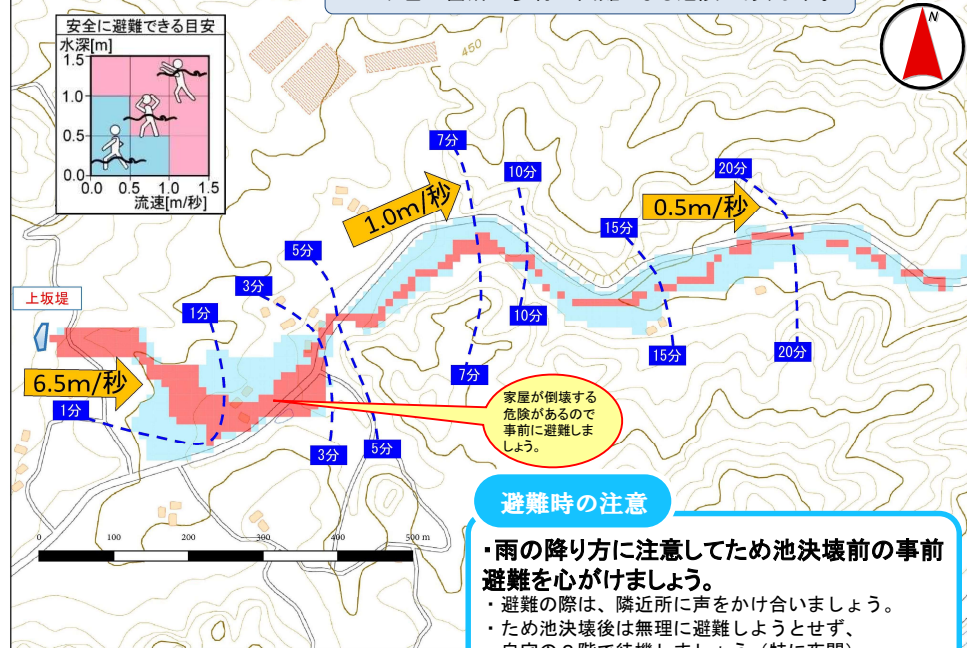 安全に避難できる目安
水深[m]
1.5
1.0
0.5
0.0
0.0 0.5 1.0 1.5
流速[m/秒]
450
N
7分
10分
20分
1.0m/秒
0.5m/秒
15分
5分
3分
1分
上坂堤
10分
15分
20分
7分
6.5m/秒
1分
3分
5分
家屋が倒壊する
危険があるので
事前に避難しま
しょう。
0 100 200 300 400 500 m
避難時の注意
・雨の降り方に注意してため池決壊前の事前
避難を心がけましょう。
・避難の際は、隣近所に声をかけ合いましょう。
・ため池決壊後は無理に避難しようとせず、